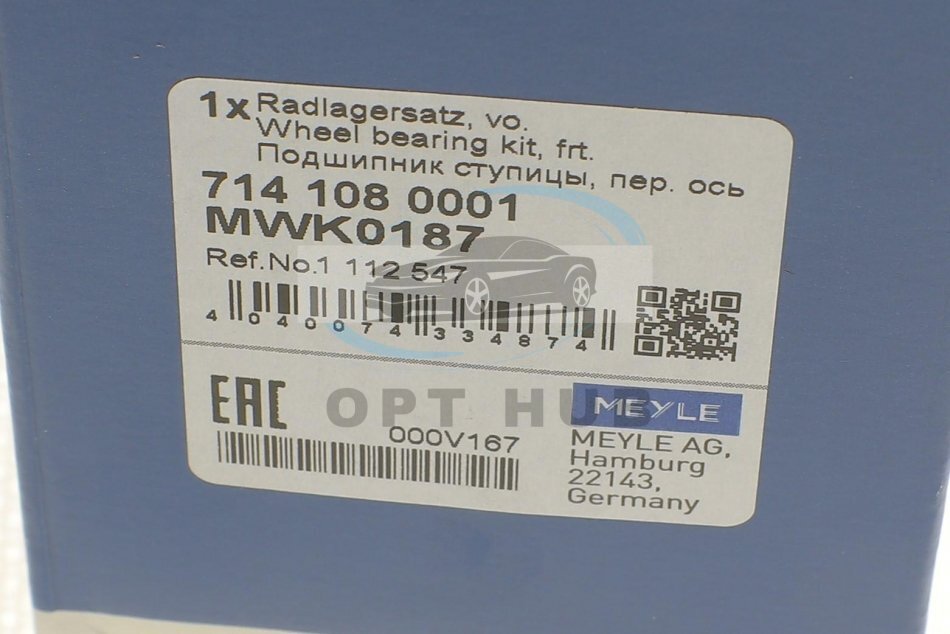 1x Radlagersatz, vo.
Wheel bearing kit, frt.
Подшипник ступицы, пер. ось
714 108 0001
MWK0187
Ref.No.1 112 547
4 040074 334874
EAC
OPT HUB
MEYLE
000V167
MEYLE AG,
Hamburg
22143,
Germany